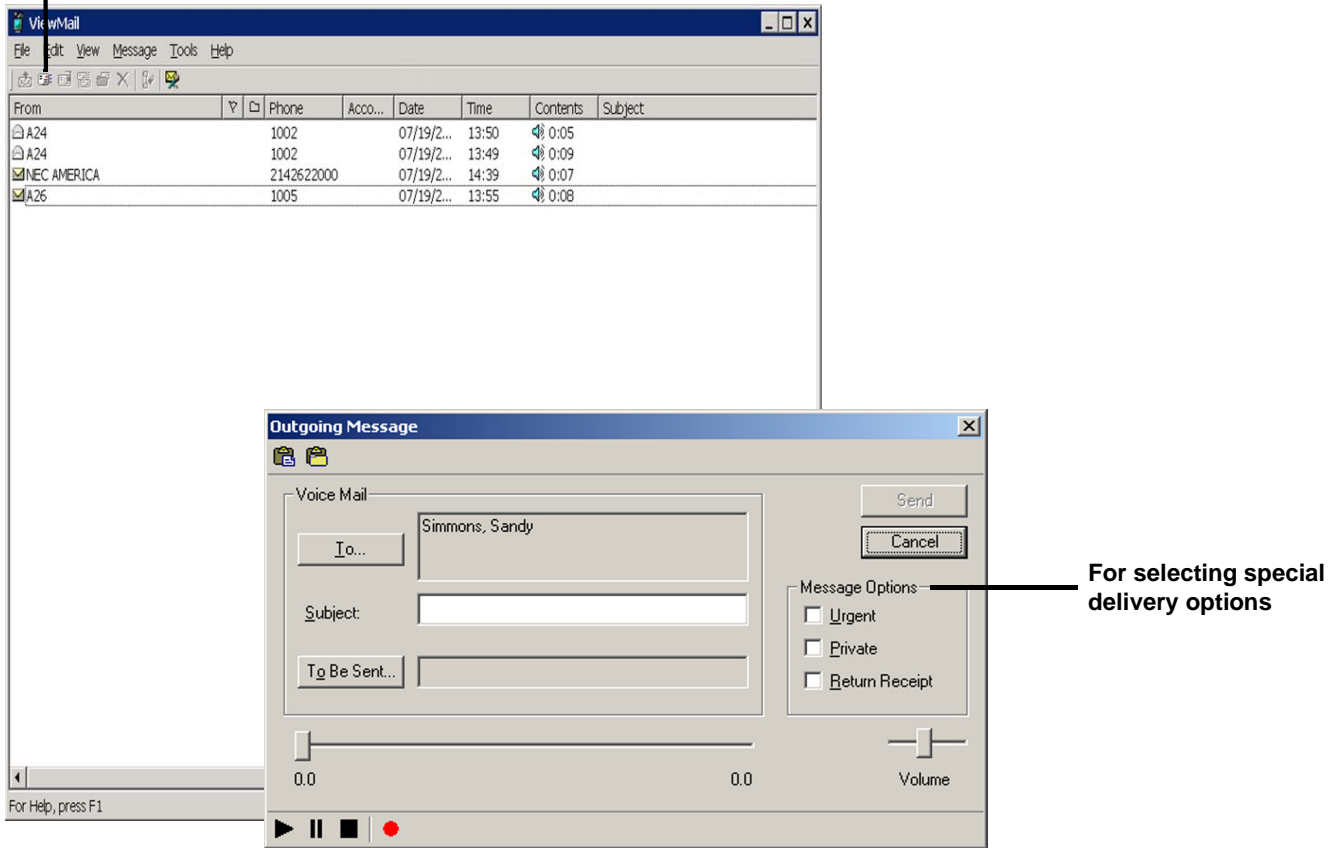 ViewMail
File Edit View Message Tools Help
From Phone Acco... Date Time Contents Subject
A24 1002 07/19/2... 13:50 0:05
A24 1002 07/19/2... 13:49 0:09
NEC AMERICA 2142622000 07/19/2... 14:39 0:07
A26 1005 07/19/2... 13:55 0:08
For Help, press F1
Outgoing Message
Voice Mail
To...
Simmons, Sandy
Subject:
To Be Sent...
Send
Cancel
Message Options
Urgent
Private
Return Receipt
0.0 0.0 Volume
For selecting special
delivery options